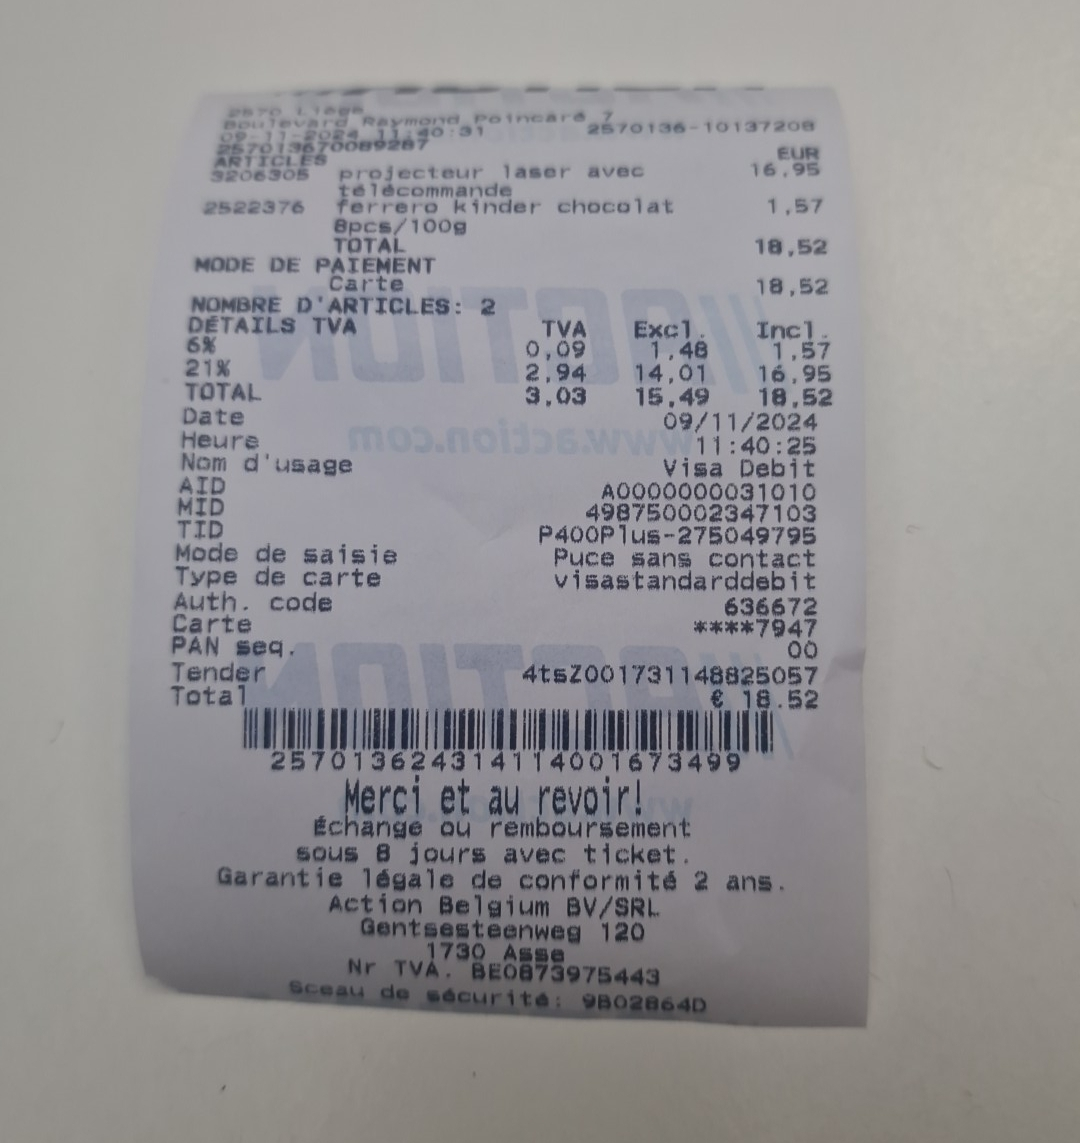 2570 Liège
Boulevard Raymond Poincaré 7
09-11-2024 11:40:31 2570136-10137208
257013670089287
ARTICLES EUR
3206305 projecteur laser avec 16,95
télécommande
2522376 ferrero kinder chocolat 1,57
8pcs/100g
TOTAL 18,52
MODE DE PAIEMENT
Carte 18,52
NOMBRE D'ARTICLES: 2
DÉTAILS TVA TVA Excl. Incl.
6% 0,09 1,48 1,57
21% 2,94 14,01 16,95
TOTAL 3,03 15,49 18,52
Date 09/11/2024
Heure 11:40:25
Nom d'usage Visa Debit
AID A0000000031010
MID 498750002347103
TID P400Plus-275049795
Mode de saisie Puce sans contact
Type de carte visastandarddebit
Auth. code 636672
Carte ****7947
PAN seq. 00
Tender 4tsZ001731148825057
Total € 18.52
2570136243141140016​73499
Merci et au revoir!
Échange ou remboursement
sous 8 jours avec ticket.
Garantie légale de conformité 2 ans.
Action Belgium BV/SRL
Gentsesteenweg 120
1730 Asse
Nr TVA. BE0873975443
Sceau de sécurité: 9B02864D
//ACTION
www.action.com
//ACTION